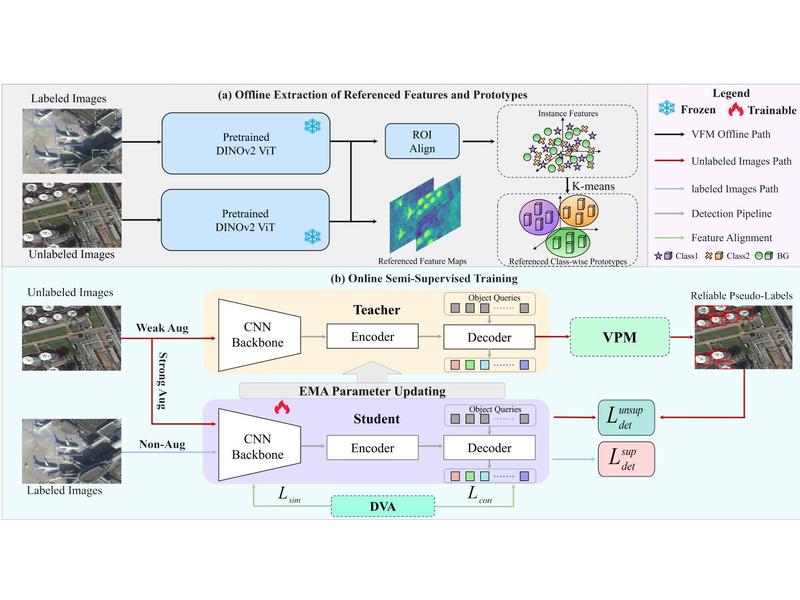 (a) Offline Extraction of Referenced Features and Prototypes
Labeled Images
Pretrained
DINOv2 ViT
ROI
Align
Instance Features
K-means
Pretrained
DINOv2 ViT
Unlabeled Images
Referenced Feature Maps
Referenced Class-wise Prototypes
Legend
Frozen
Trainable
VFM Offline Path
Unlabeled Images Path
labeled Images Path
Detection Pipeline
Feature Alignment
Class1
Class2
BG
(b) Online Semi-Supervised Training
Unlabeled Images
Weak Aug
Strong Aug
CNN
Backbone
Teacher
Encoder
Object Queries
Decoder
VPM
Reliable Pseudo-Labels
EMA Parameter Updating
Non-Aug
Labeled Images
CNN
Backbone
Student
Encoder
Object Queries
Decoder
L unsup det
L sup det
L sim
DVA
L con